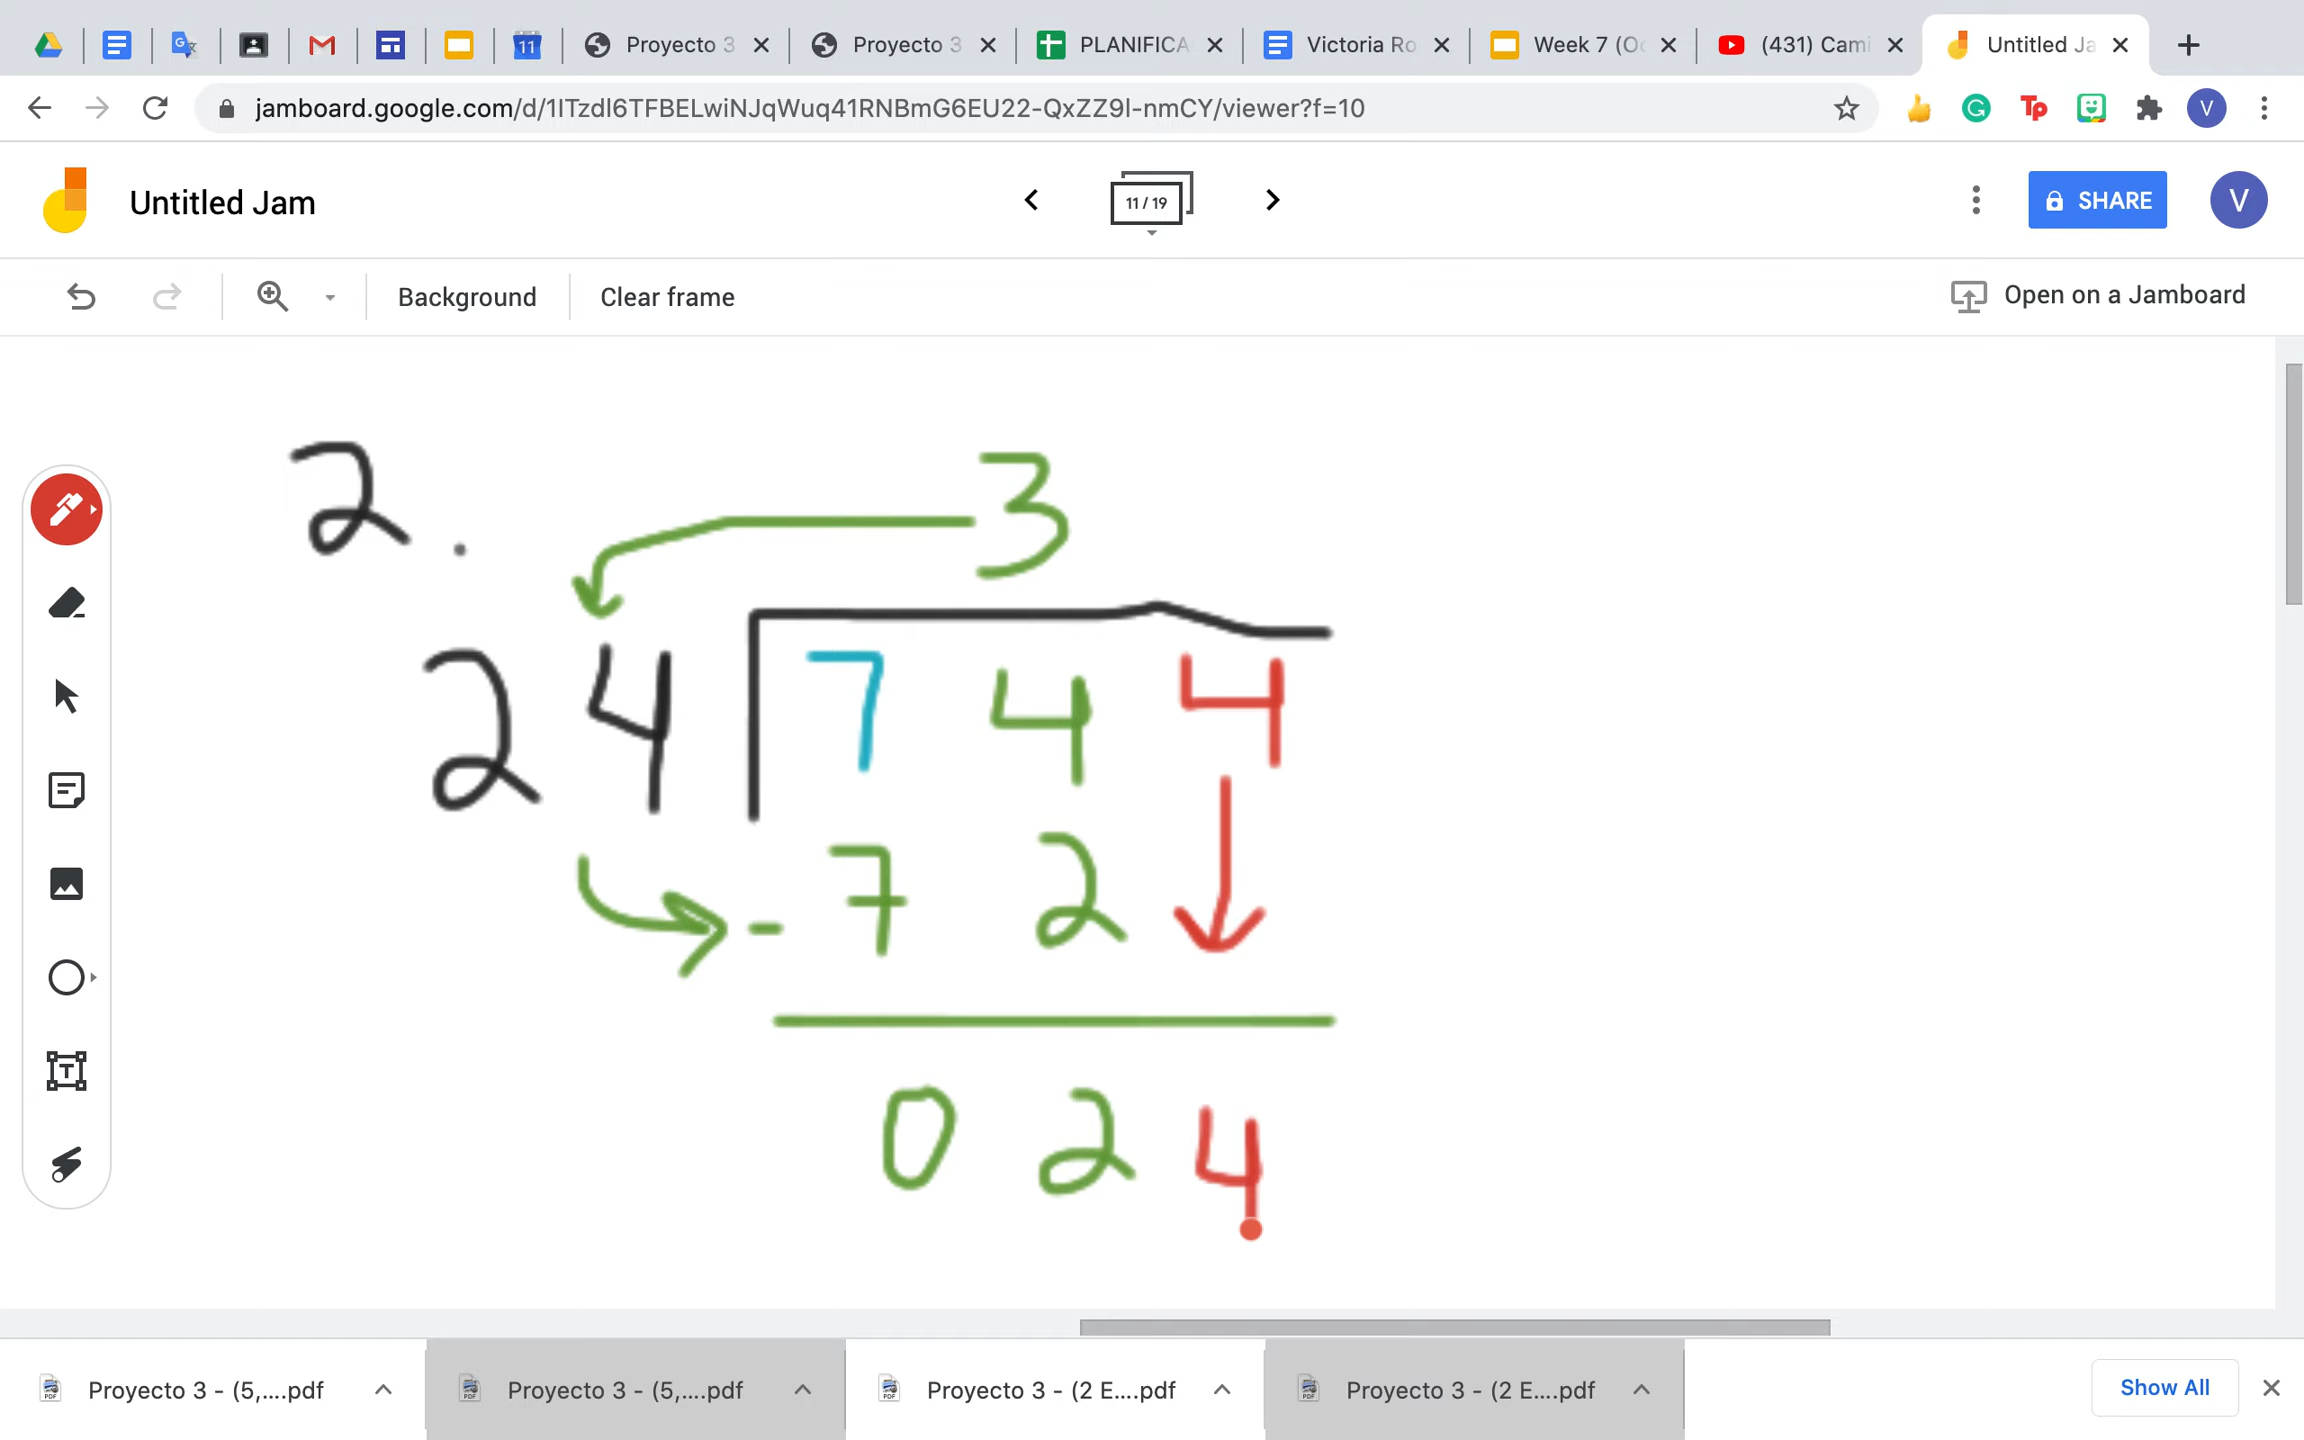 Proyecto 3 Proyecto 3 PLANIFICA Victoria Ro Week 7 (Oc (431) Cami Untitled Ja
jamboard.google.com/d/1ITzdl6TFBELwiNJqWuq41RNBmG6EU22-QxZZ9l-nmCY/viewer?f=10
Untitled Jam 11 / 19 SHARE V
Background Clear frame Open on a Jamboard
2.
3
24 744
- 72
024
Proyecto 3 - (5,....pdf Proyecto 3 - (5,....pdf Proyecto 3 - (2 E....pdf Proyecto 3 - (2 E....pdf Show All